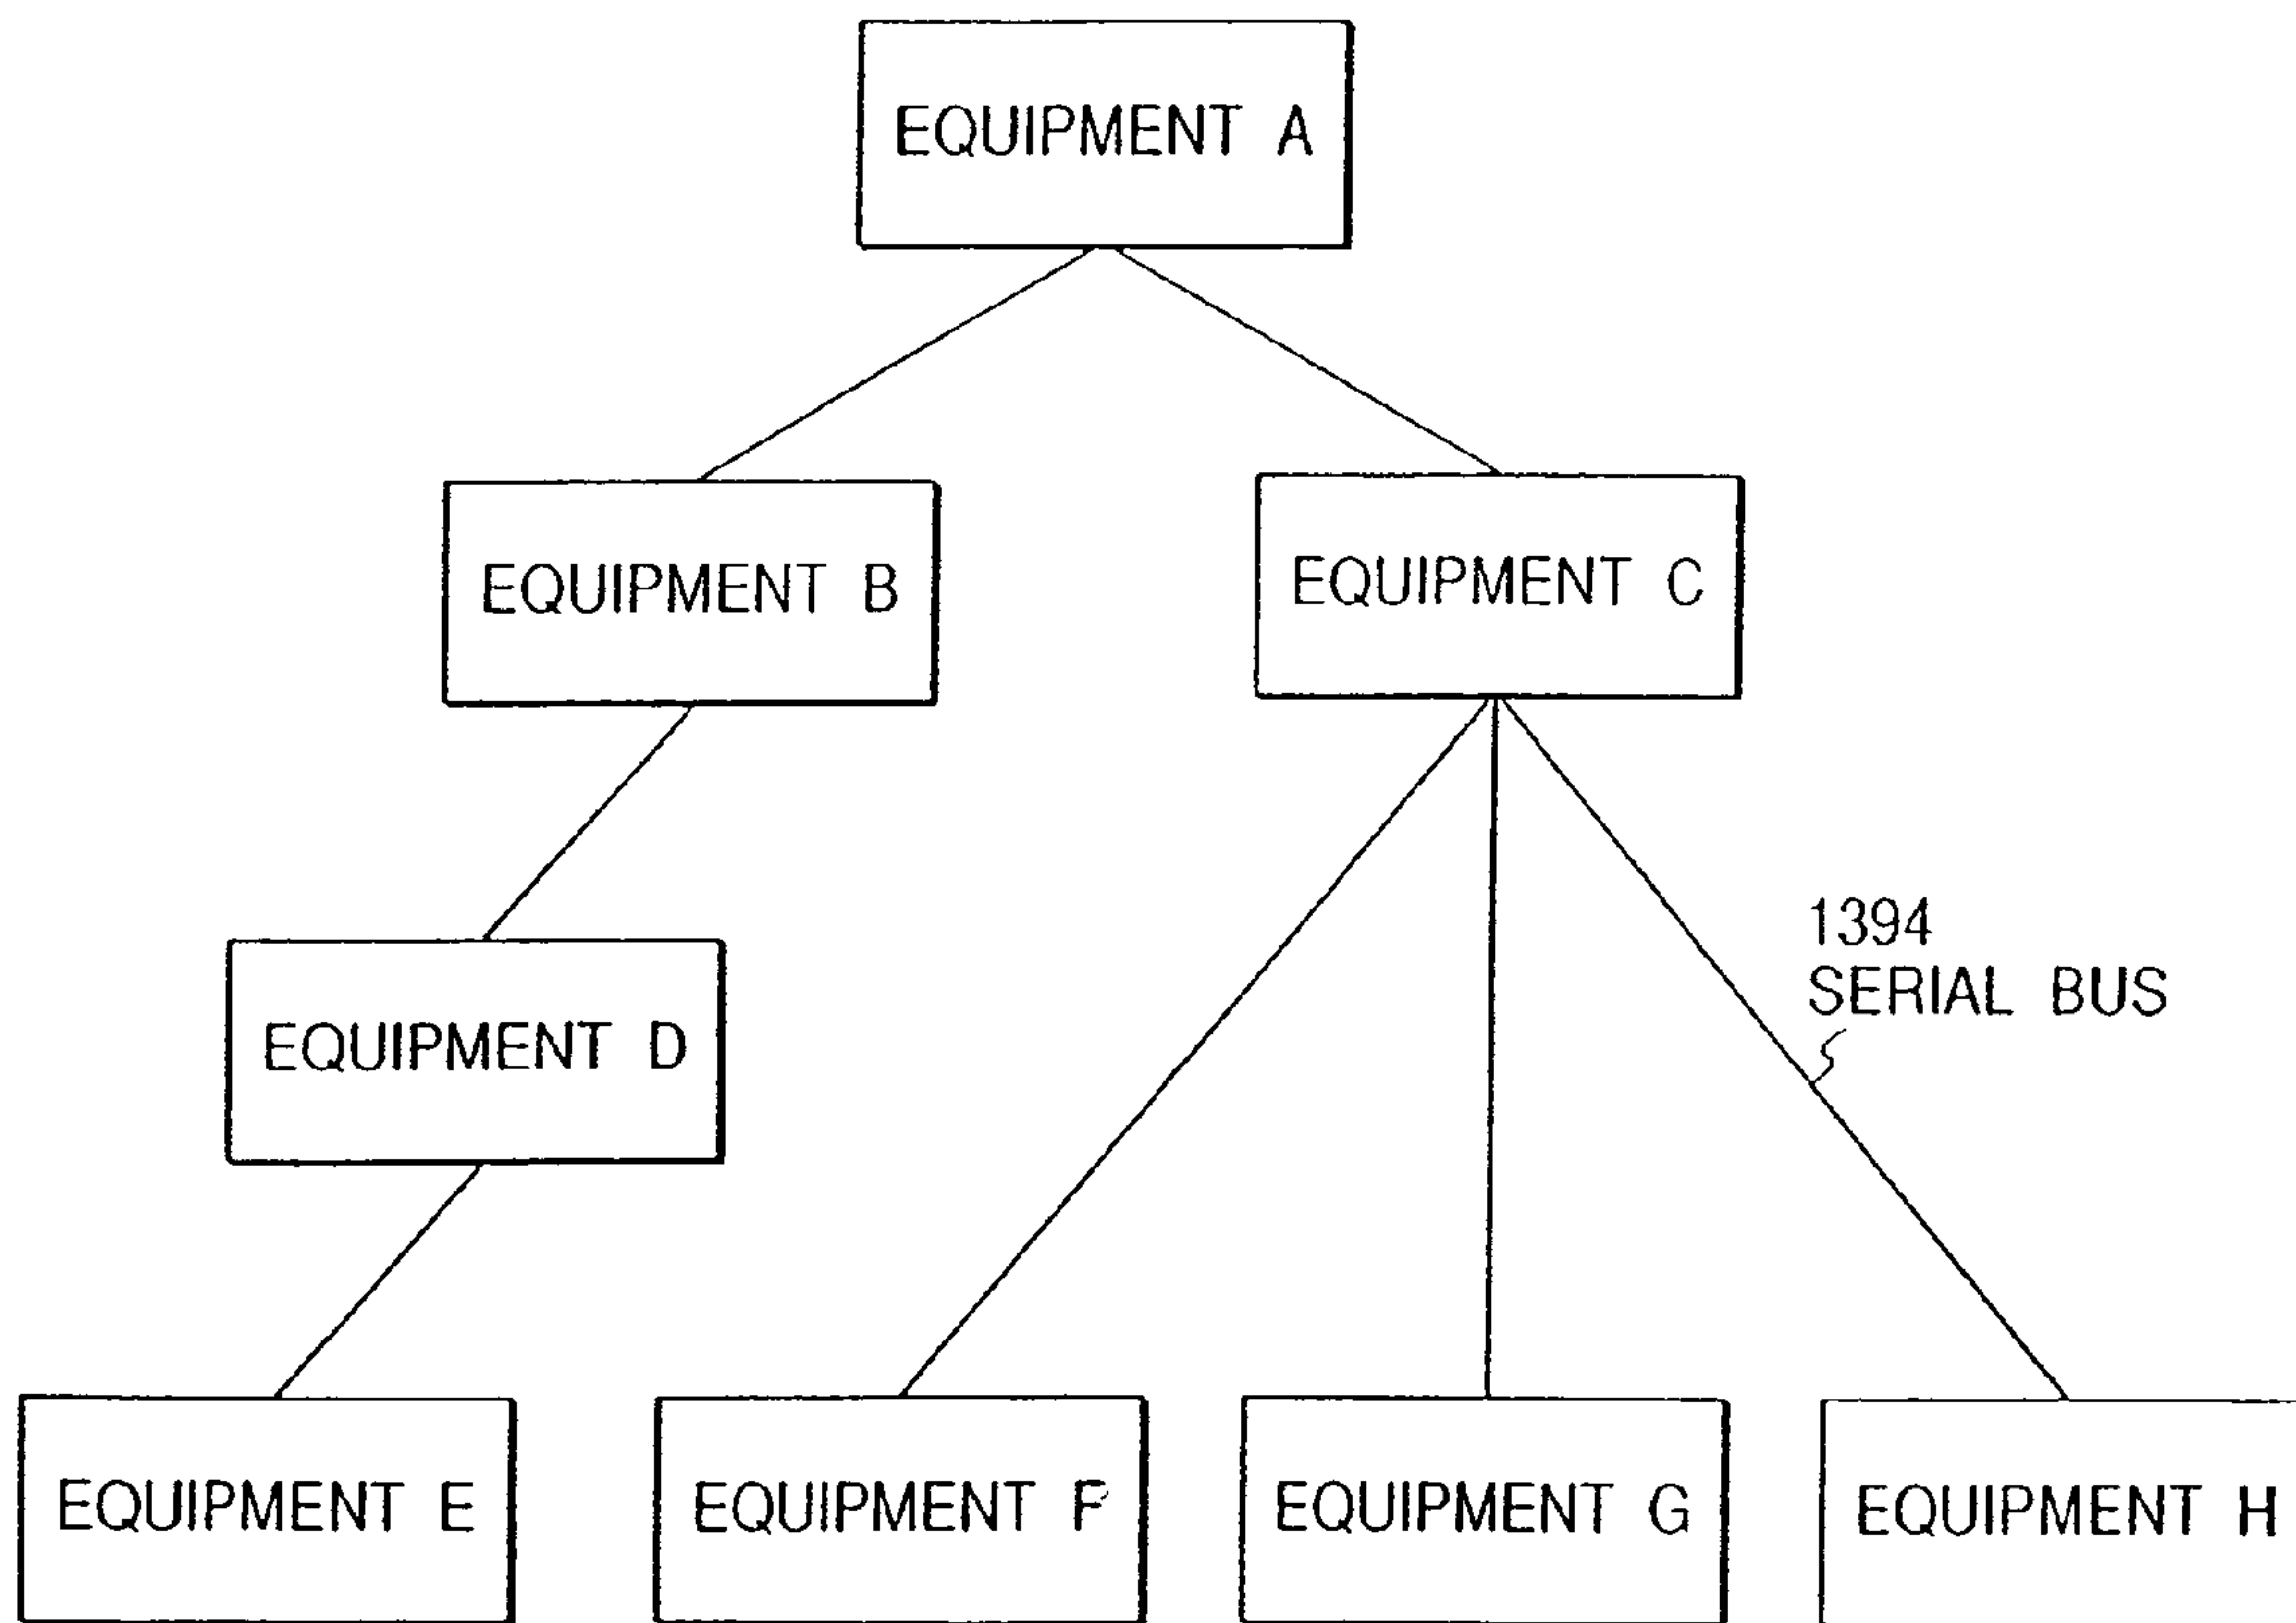 EQUIPMENT A
EQUIPMENT B
EQUIPMENT C
1394
SERIAL BUS
EQUIPMENT D
EQUIPMENT E
EQUIPMENT F
EQUIPMENT G
EQUIPMENT H